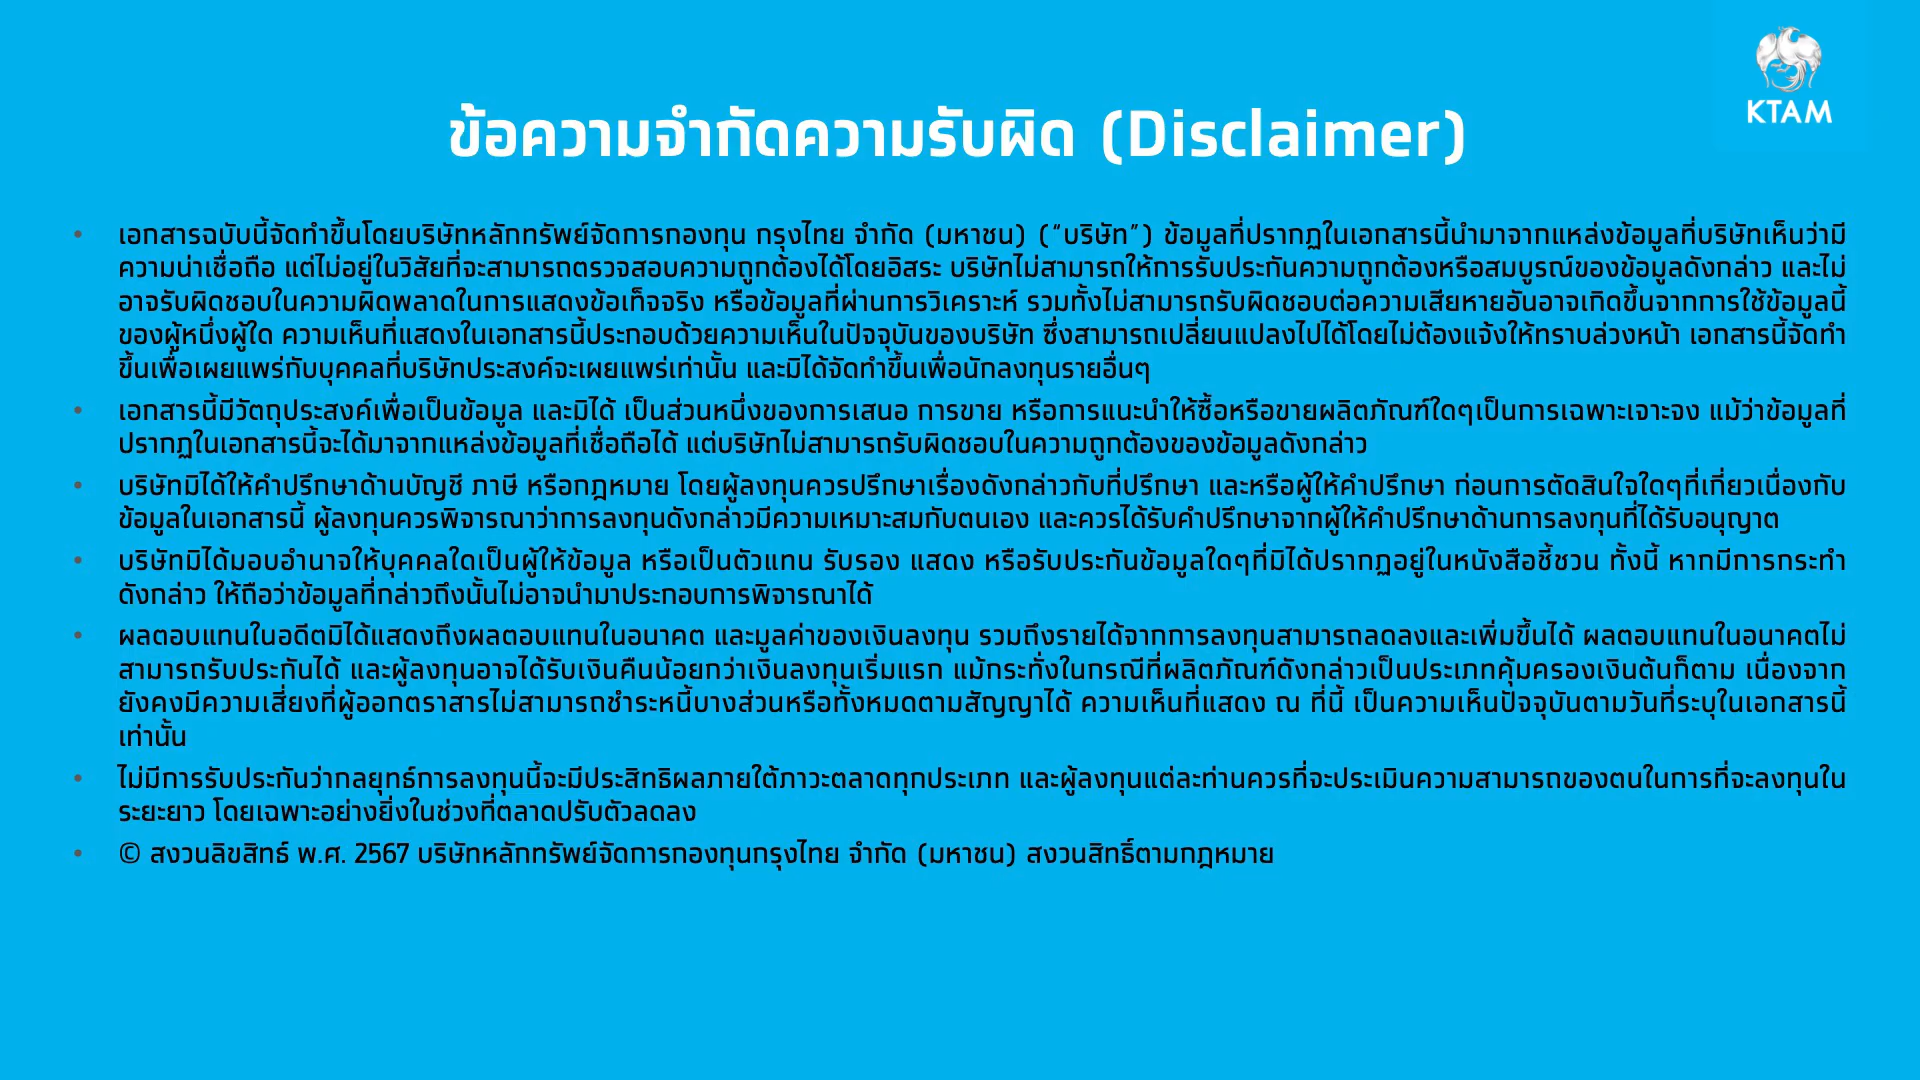 KTAM
ข้อความจำกัดความรับผิด (Disclaimer)
• เอกสารฉบับนี้จัดทำขึ้นโดยบริษัทหลักทรัพย์จัดการกองทุน กรุงไทย จำกัด (มหาชน) (“บริษัท”) ข้อมูลที่ปรากฏในเอกสารนี้นำมาจากแหล่งข้อมูลที่บริษัทเห็นว่ามี
ความน่าเชื่อถือ แต่ไม่อยู่ในวิสัยที่จะสามารถตรวจสอบความถูกต้องได้โดยอิสระ บริษัทไม่สามารถให้การรับประกันความถูกต้องหรือสมบูรณ์ของข้อมูลดังกล่าว และไม่
อาจรับผิดชอบในความผิดพลาดในการแสดงข้อเท็จจริง หรือข้อมูลที่ผ่านการวิเคราะห์ รวมทั้งไม่สามารถรับผิดชอบต่อความเสียหายอันอาจเกิดขึ้นจากการใช้ข้อมูลนี้
ของผู้หนึ่งผู้ใด ความเห็นที่แสดงในเอกสารนี้ประกอบด้วยความเห็นในปัจจุบันของบริษัท ซึ่งสามารถเปลี่ยนแปลงไปได้โดยไม่ต้องแจ้งให้ทราบล่วงหน้า เอกสารนี้จัดทำ
ขึ้นเพื่อเผยแพร่กับบุคคลที่บริษัทประสงค์จะเผยแพร่เท่านั้น และมิได้จัดทำขึ้นเพื่อนักลงทุนรายอื่นๆ
• เอกสารนี้มีวัตถุประสงค์เพื่อเป็นข้อมูล และมิได้ เป็นส่วนหนึ่งของการเสนอ การขาย หรือการแนะนำให้ซื้อหรือขายผลิตภัณฑ์ใดๆเป็นการเฉพาะเจาะจง แม้ว่าข้อมูลที่
ปรากฏในเอกสารนี้จะได้มาจากแหล่งข้อมูลที่เชื่อถือได้ แต่บริษัทไม่สามารถรับผิดชอบในความถูกต้องของข้อมูลดังกล่าว
• บริษัทมิได้ให้คำปรึกษาด้านบัญชี ภาษี หรือกฎหมาย โดยผู้ลงทุนควรปรึกษาเรื่องดังกล่าวกับที่ปรึกษา และหรือผู้ให้คำปรึกษา ก่อนการตัดสินใจใดๆที่เกี่ยวเนื่องกับ
ข้อมูลในเอกสารนี้ ผู้ลงทุนควรพิจารณาว่าการลงทุนดังกล่าวมีความเหมาะสมกับตนเอง และควรได้รับคำปรึกษาจากผู้ให้คำปรึกษาด้านการลงทุนที่ได้รับอนุญาต
• บริษัทมิได้มอบอำนาจให้บุคคลใดเป็นผู้ให้ข้อมูล หรือเป็นตัวแทน รับรอง แสดง หรือรับประกันข้อมูลใดๆที่มิได้ปรากฏอยู่ในหนังสือชี้ชวน ทั้งนี้ หากมีการกระทำ
ดังกล่าว ให้ถือว่าข้อมูลที่กล่าวถึงนั้นไม่อาจนำมาประกอบการพิจารณาได้
• ผลตอบแทนในอดีตมิได้แสดงถึงผลตอบแทนในอนาคต และมูลค่าของเงินลงทุน รวมถึงรายได้จากการลงทุนสามารถลดลงและเพิ่มขึ้นได้ ผลตอบแทนในอนาคตไม่
สามารถรับประกันได้ และผู้ลงทุนอาจได้รับเงินคืนน้อยกว่าเงินลงทุนเริ่มแรก แม้กระทั่งในกรณีที่ผลิตภัณฑ์ดังกล่าวเป็นประเภทคุ้มครองเงินต้นก็ตาม เนื่องจาก
ยังคงมีความเสี่ยงที่ผู้ออกตราสารไม่สามารถชำระหนี้บางส่วนหรือทั้งหมดตามสัญญาได้ ความเห็นที่แสดง ณ ที่นี้ เป็นความเห็นปัจจุบันตามวันที่ระบุในเอกสารนี้
เท่านั้น
• ไม่มีการรับประกันว่ากลยุทธ์การลงทุนนี้จะมีประสิทธิผลภายใต้ภาวะตลาดทุกประเภท และผู้ลงทุนแต่ละท่านควรที่จะประเมินความสามารถของตนในการที่จะลงทุนใน
ระยะยาว โดยเฉพาะอย่างยิ่งในช่วงที่ตลาดปรับตัวลดลง
• © สงวนลิขสิทธ์ พ.ศ. 2567 บริษัทหลักทรัพย์จัดการกองทุนกรุงไทย จำกัด (มหาชน) สงวนสิทธิ์ตามกฎหมาย